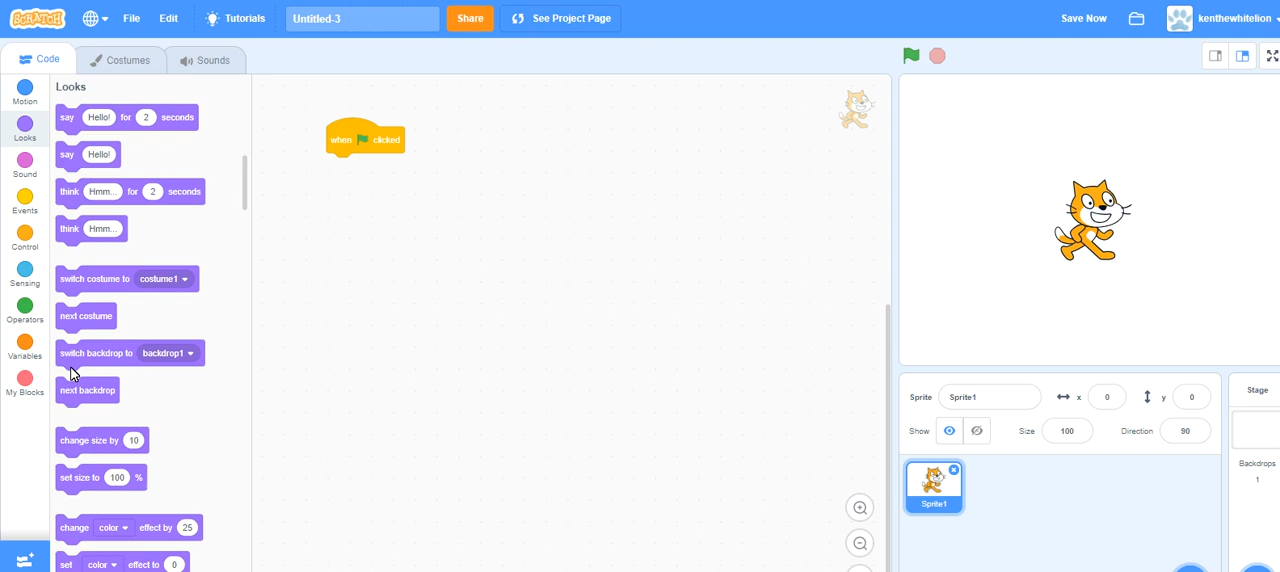 SCRATCH File Edit Tutorials Untitled-3 Share See Project Page Save Now kenthewhitelion
Code Costumes Sounds
Motion
Looks
Sound
Events
Control
Sensing
Operators
Variables
My Blocks
Looks
say Hello! for 2 seconds
say Hello!
think Hmm... for 2 seconds
think Hmm...
switch costume to costume1
next costume
switch backdrop to backdrop1
next backdrop
change size by 10
set size to 100 %
change color effect by 25
set color effect to 0
when clicked
Sprite Sprite1 x 0 y 0
Show Size 100 Direction 90
Sprite1
Stage
Backdrops
1